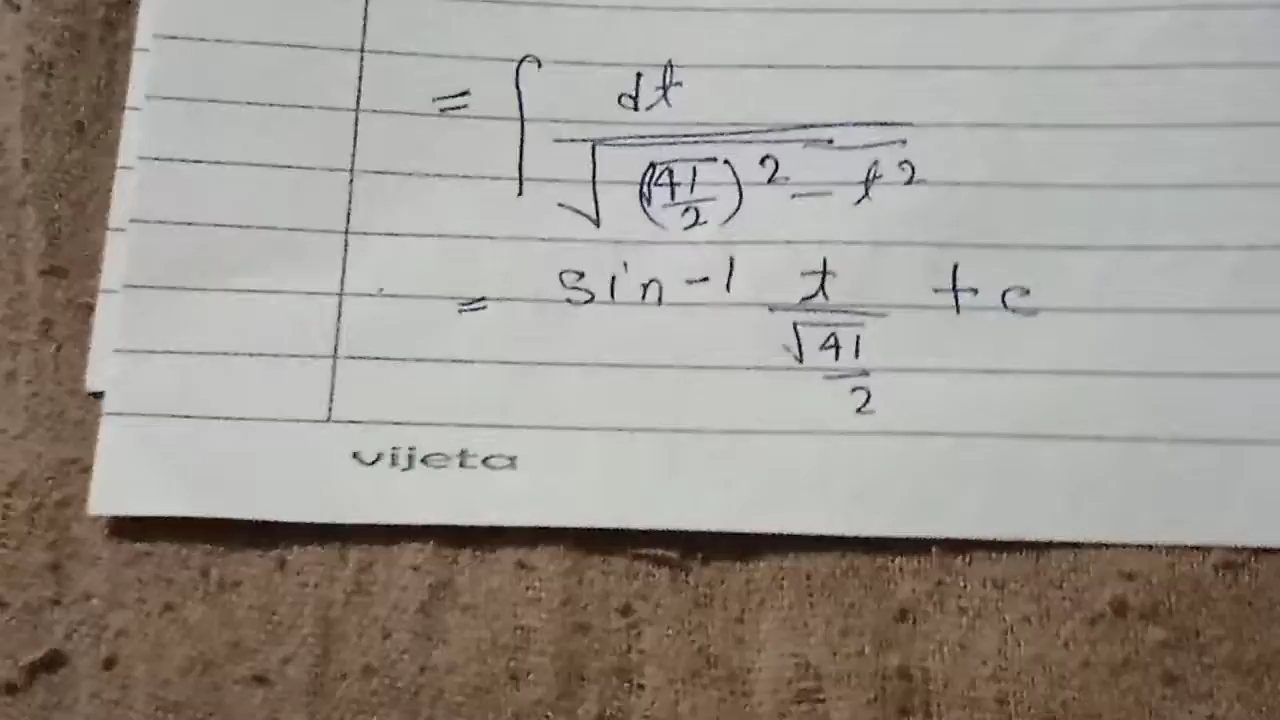 = ∫ dt / √((√41/2)² - t²)
= sin-1 t / (√41/2) + c
vijeta